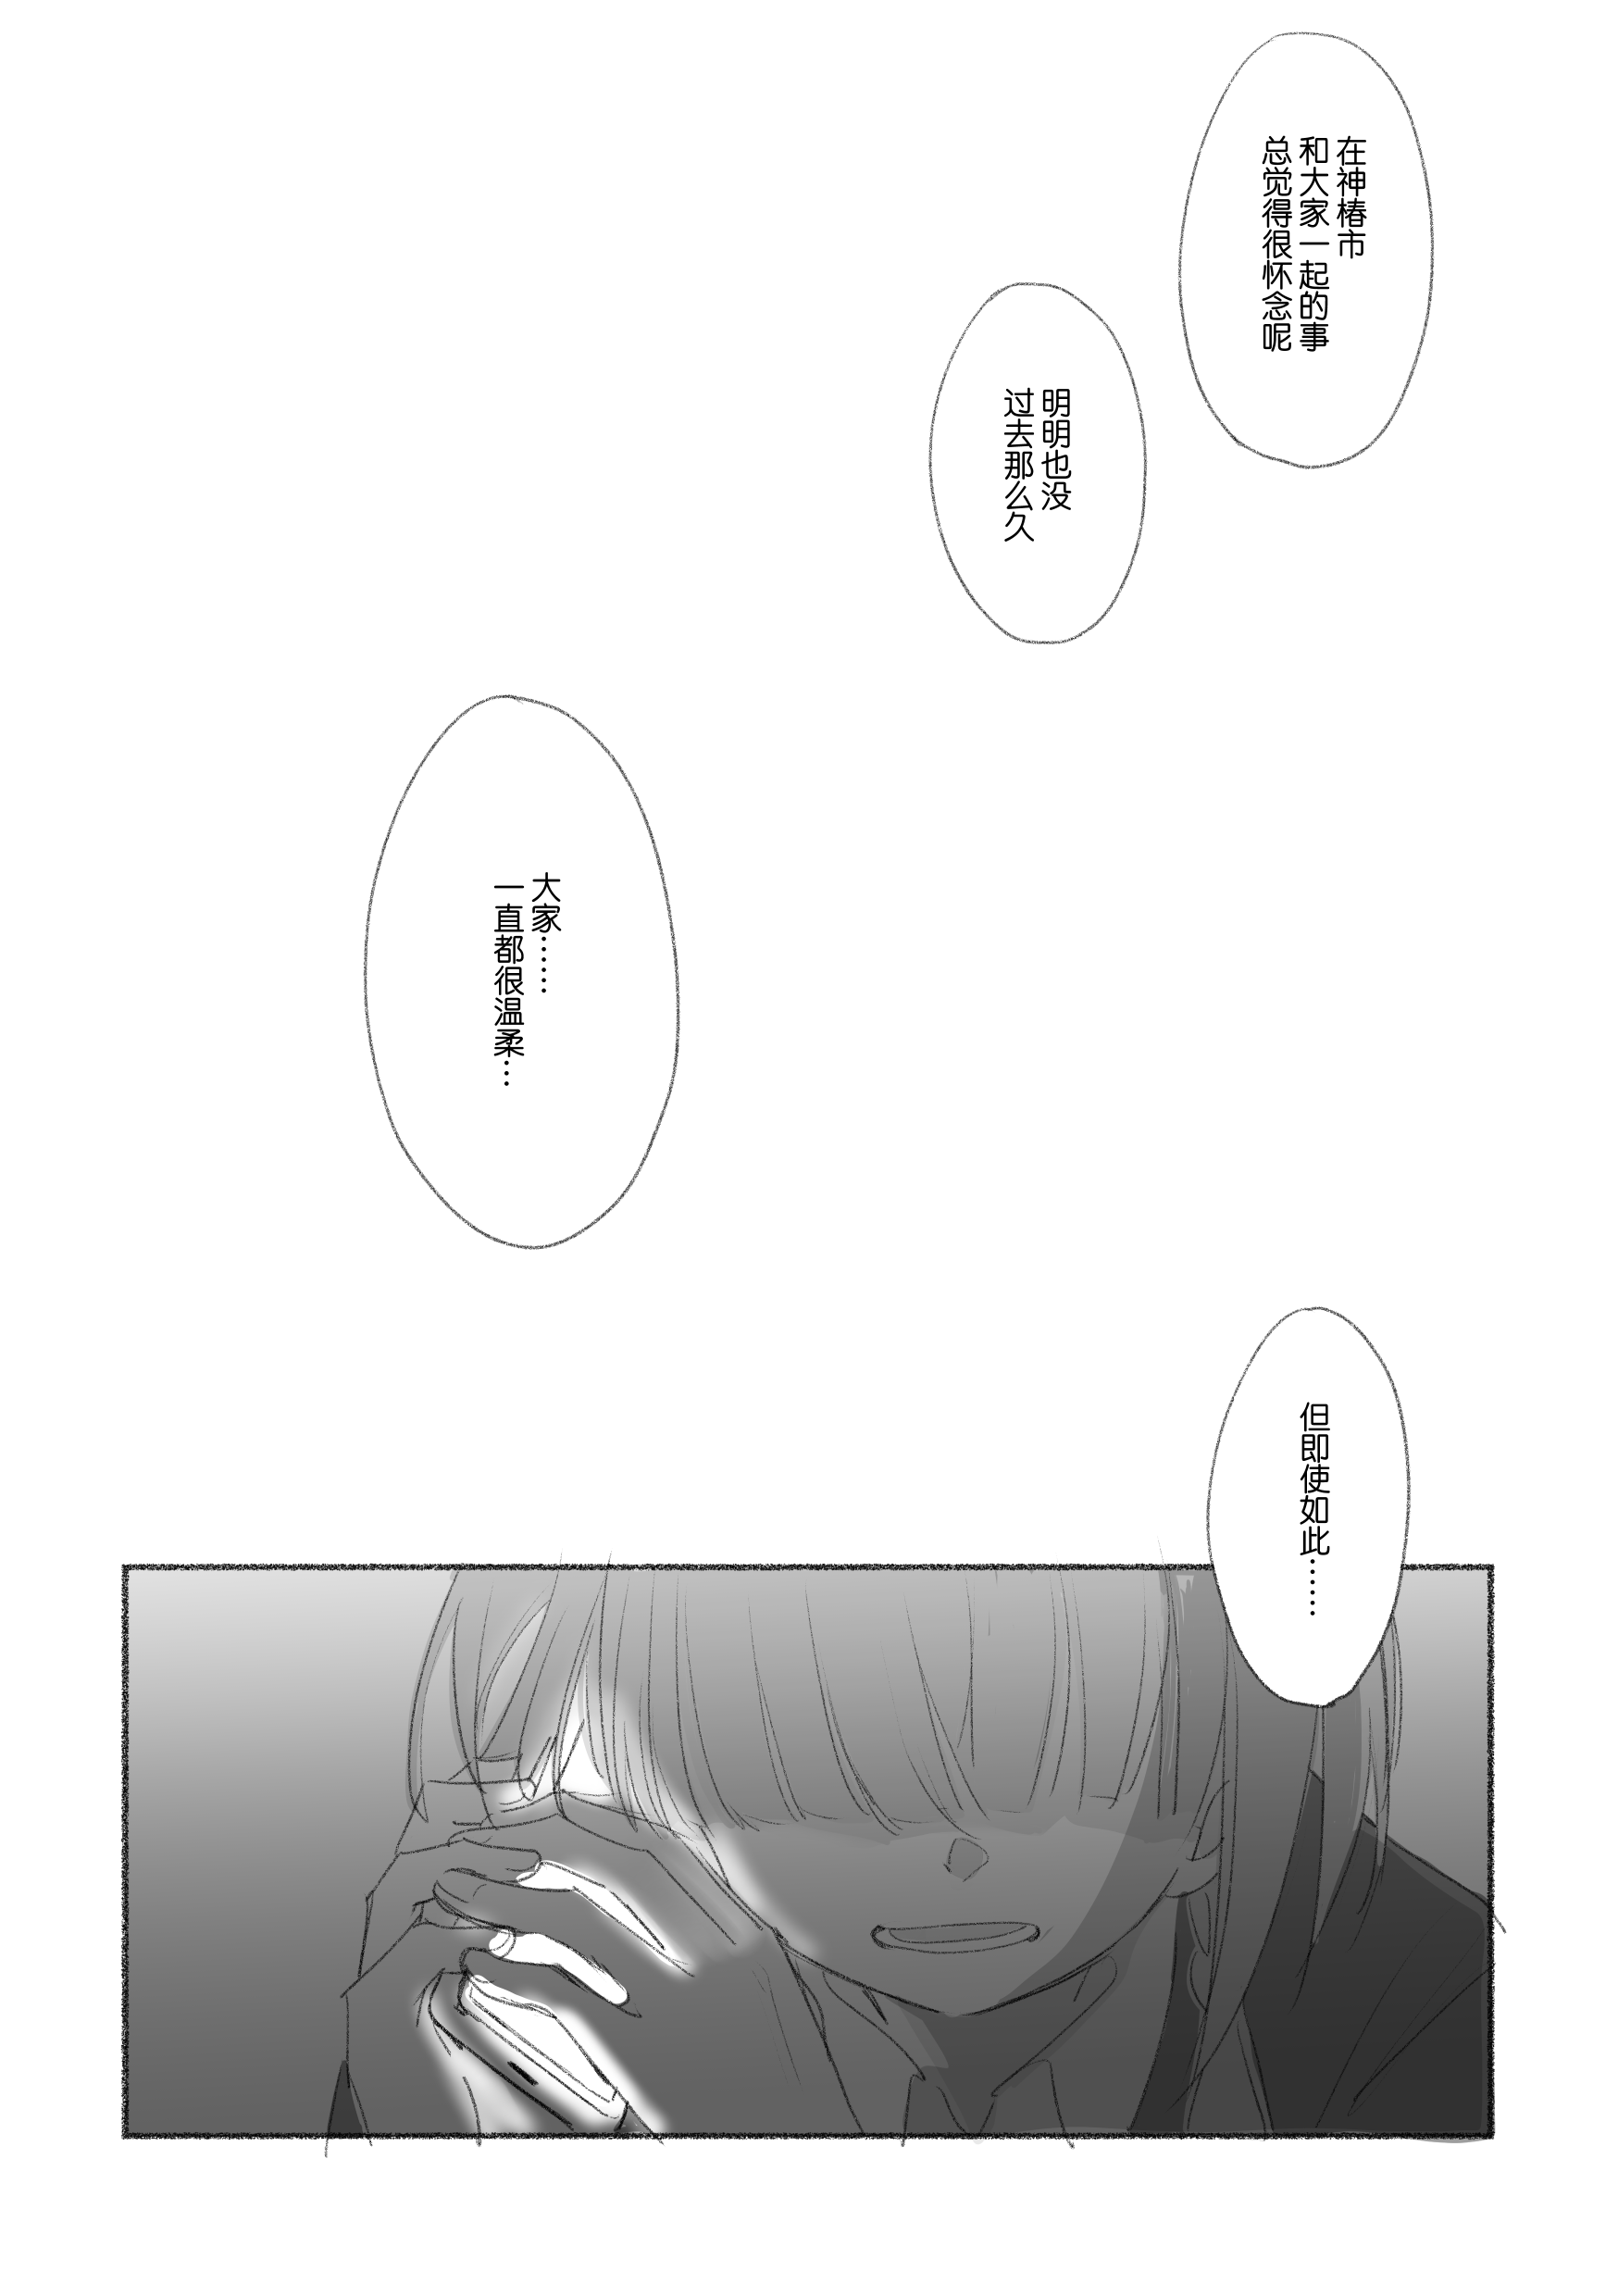 在神椿市
和大家一起的事
总觉得很怀念呢
明明也没
过去那么久
大家……
一直都很温柔…
但即使如此……